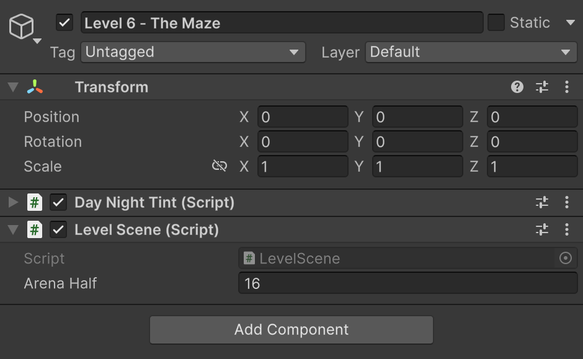 Level 6 - The Maze Static
Tag Untagged Layer Default
Transform
Position X 0 Y 0 Z 0
Rotation X 0 Y 0 Z 0
Scale X 1 Y 1 Z 1
# Day Night Tint (Script)
# Level Scene (Script)
Script # LevelScene
Arena Half 16
Add Component